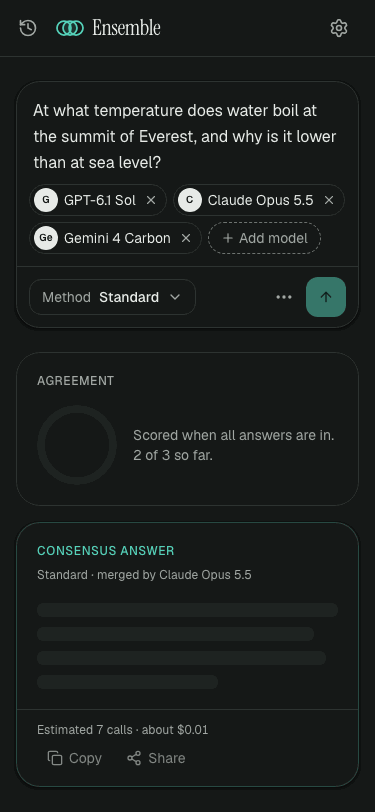 Ensemble
At what temperature does water boil at
the summit of Everest, and why is it lower
than at sea level?
G GPT-6.1 Sol × C Claude Opus 5.5 ×
Ge Gemini 4 Carbon × + Add model
Method Standard
AGREEMENT
Scored when all answers are in.
2 of 3 so far.
CONSENSUS ANSWER
Standard · merged by Claude Opus 5.5
Estimated 7 calls · about $0.01
Copy Share